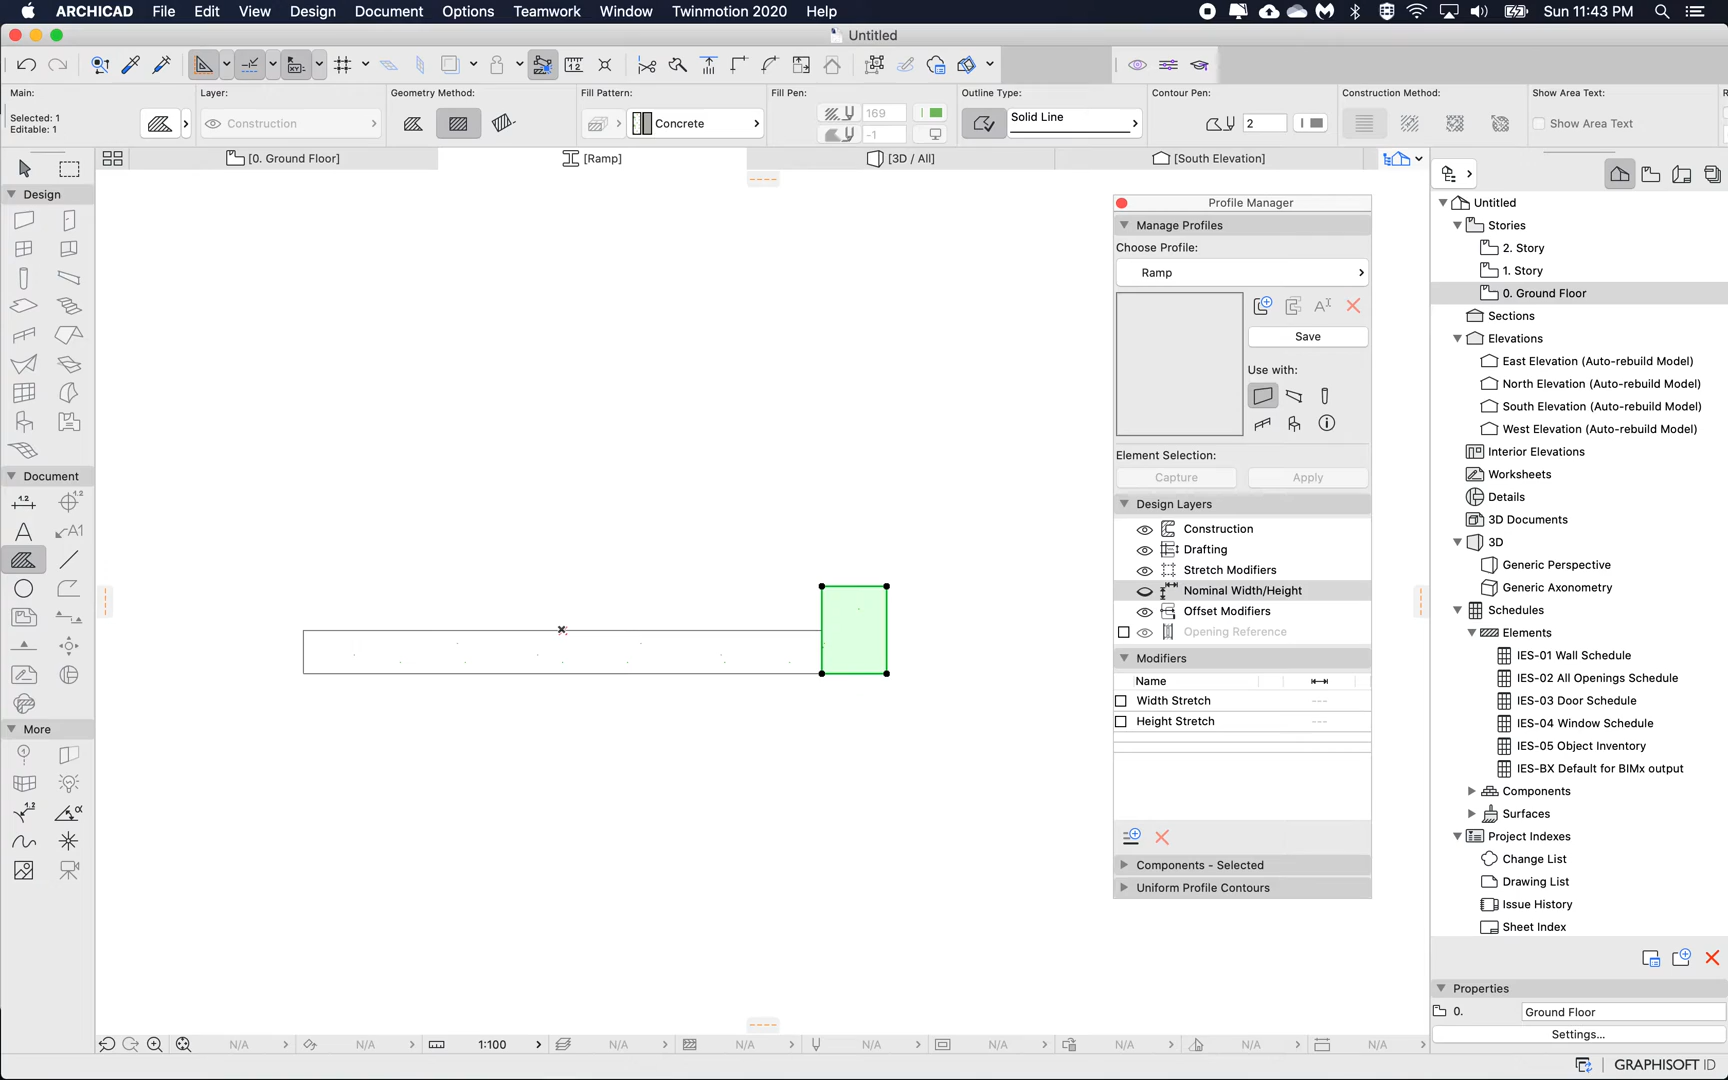 ARCHICAD File Edit View Design Document Options Teamwork Window Twinmotion 2020 Help Sun 11:43 PM
Untitled
Main:
Layer:
Geometry Method:
Fill Pattern:
Fill Pen:
Outline Type:
Contour Pen:
Construction Method:
Show Area Text:
Selected: 1
Editable: 1
Construction
Concrete
169
-1
Solid Line
2
Show Area Text
[0. Ground Floor]
[Ramp]
[3D / All]
[South Elevation]
Design
Document
More
Profile Manager
Manage Profiles
Choose Profile:
Ramp
Save
Use with:
Element Selection:
Capture Apply
Design Layers
Construction
Drafting
Stretch Modifiers
Nominal Width/Height
Offset Modifiers
Opening Reference
Modifiers
Name
Width Stretch ---
Height Stretch ---
Components - Selected
Uniform Profile Contours
Untitled
Stories
2. Story
1. Story
0. Ground Floor
Sections
Elevations
East Elevation (Auto-rebuild Model)
North Elevation (Auto-rebuild Model)
South Elevation (Auto-rebuild Model)
West Elevation (Auto-rebuild Model)
Interior Elevations
Worksheets
Details
3D Documents
3D
Generic Perspective
Generic Axonometry
Schedules
Elements
IES-01 Wall Schedule
IES-02 All Openings Schedule
IES-03 Door Schedule
IES-04 Window Schedule
IES-05 Object Inventory
IES-BX Default for BIMx output
Components
Surfaces
Project Indexes
Change List
Drawing List
Issue History
Sheet Index
Properties
0. Ground Floor
Settings...
N/A N/A 1:100 N/A N/A N/A N/A N/A N/A N/A
GRAPHISOFT ID